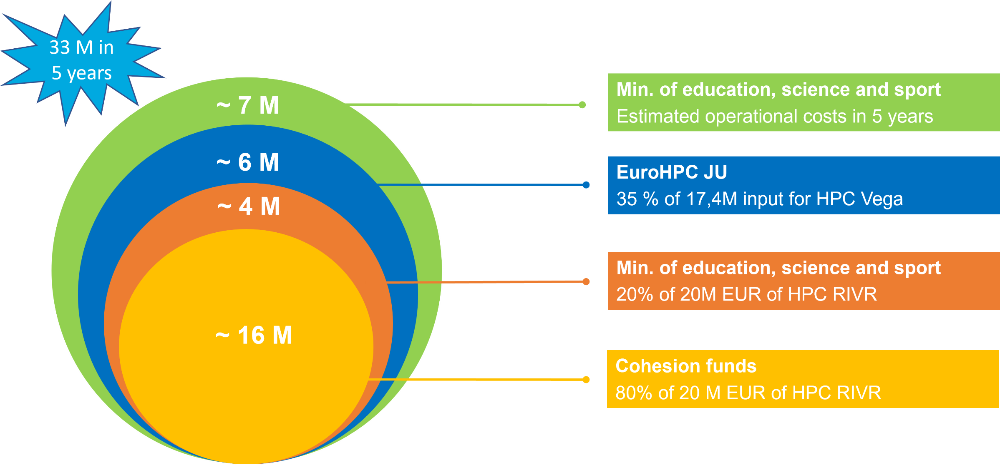 33 M in
5 years
~ 7 M
~ 6 M
~ 4 M
~ 16 M
Min. of education, science and sport
Estimated operational costs in 5 years
EuroHPC JU
35 % of 17,4M input for HPC Vega
Min. of education, science and sport
20% of 20M EUR of HPC RIVR
Cohesion funds
80% of 20 M EUR of HPC RIVR